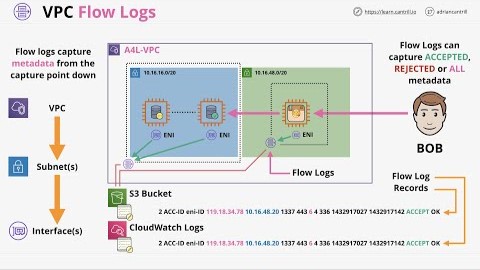 VPC Flow Logs
https://learn.cantrill.io
adriancantrill
Flow logs capture
metadata from the
capture point down
VPC
Subnet(s)
Interface(s)
A4L-VPC
10.16.16.0/20
10.16.48.0/20
ENI
ENI
ENI
Flow Logs
Flow Logs can
capture ACCEPTED,
REJECTED or ALL
metadata
BOB
Flow Log
Records
S3 Bucket
2 ACC-ID eni-ID 119.18.34.78 10.16.48.20 1337 443 6 4 336 1432917027 1432917142 ACCEPT OK
CloudWatch Logs
2 ACC-ID eni-ID 119.18.34.78 10.16.48.20 1337 443 6 4 336 1432917027 1432917142 ACCEPT OK